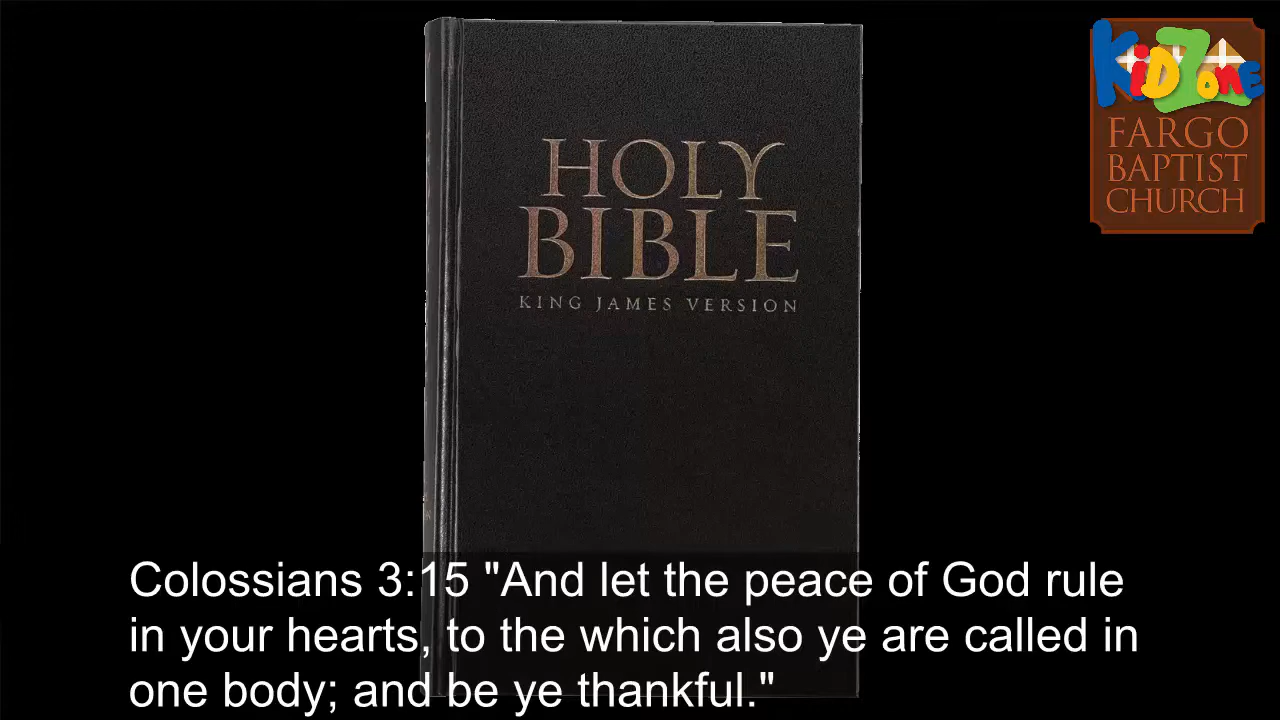 KidZone
FARGO
BAPTIST
CHURCH
HOLY
BIBLE
KING JAMES VERSION
Colossians 3:15 "And let the peace of God rule
in your hearts, to the which also ye are called in
one body; and be ye thankful."